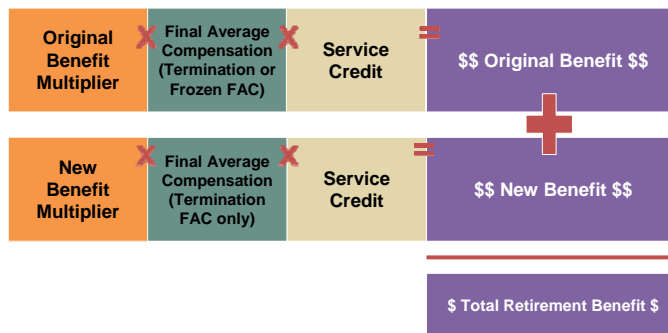 Original
Benefit
Multiplier
X
Final Average
Compensation
(Termination or
Frozen FAC)
X
Service
Credit
=
$$ Original Benefit $$
+
New
Benefit
Multiplier
X
Final Average
Compensation
(Termination
FAC only)
X
Service
Credit
=
$$ New Benefit $$
$ Total Retirement Benefit $